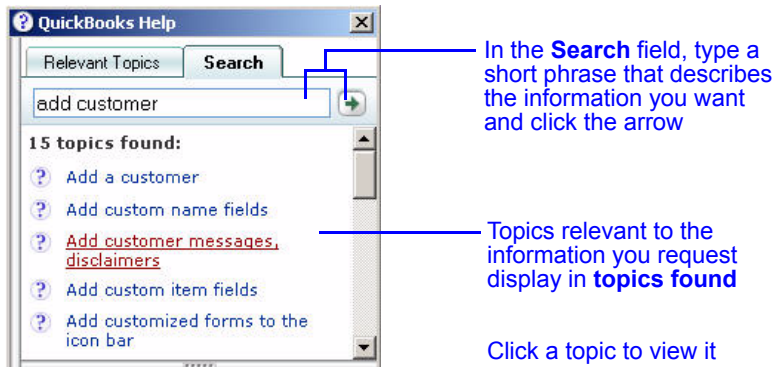 QuickBooks Help
Relevant Topics Search
add customer
15 topics found:
Add a customer
Add custom name fields
Add customer messages,
disclaimers
Add custom item fields
Add customized forms to the
icon bar
In the Search field, type a
short phrase that describes
the information you want
and click the arrow
Topics relevant to the
information you request
display in topics found
Click a topic to view it